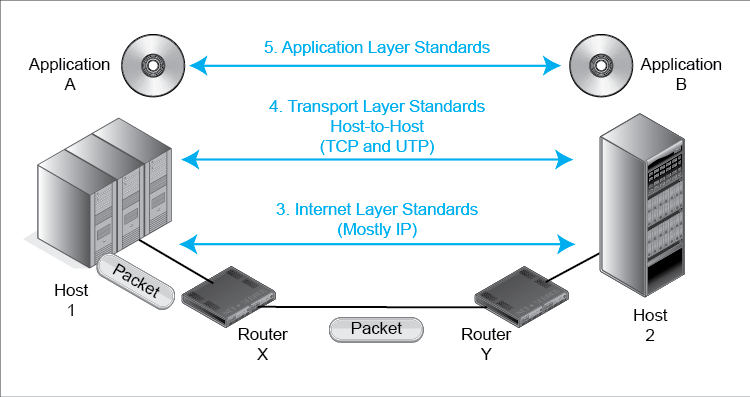 5. Application Layer Standards
Application
A
Application
B
4. Transport Layer Standards
Host-to-Host
(TCP and UTP)
3. Internet Layer Standards
(Mostly IP)
Packet
Host
1
Router
X
Packet
Router
Y
Host
2